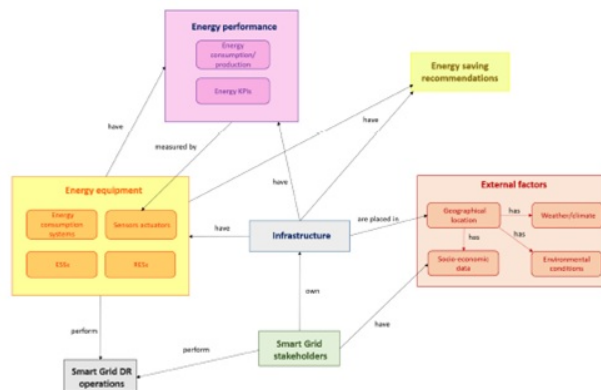 Energy performance
Energy
consumption/
production
Energy KPIs
Energy saving
recommendations
have
measured by
have
have
Energy equipment
Energy
consumption
systems
Sensors actuators
ESSs
RESs
have
Infrastructure
are placed in
External factors
Geographical
location
has
Weather/climate
has
has
Socio-economic
data
Environmental
conditions
own
have
perform
perform
Smart Grid
stakeholders
Smart Grid DR
operations